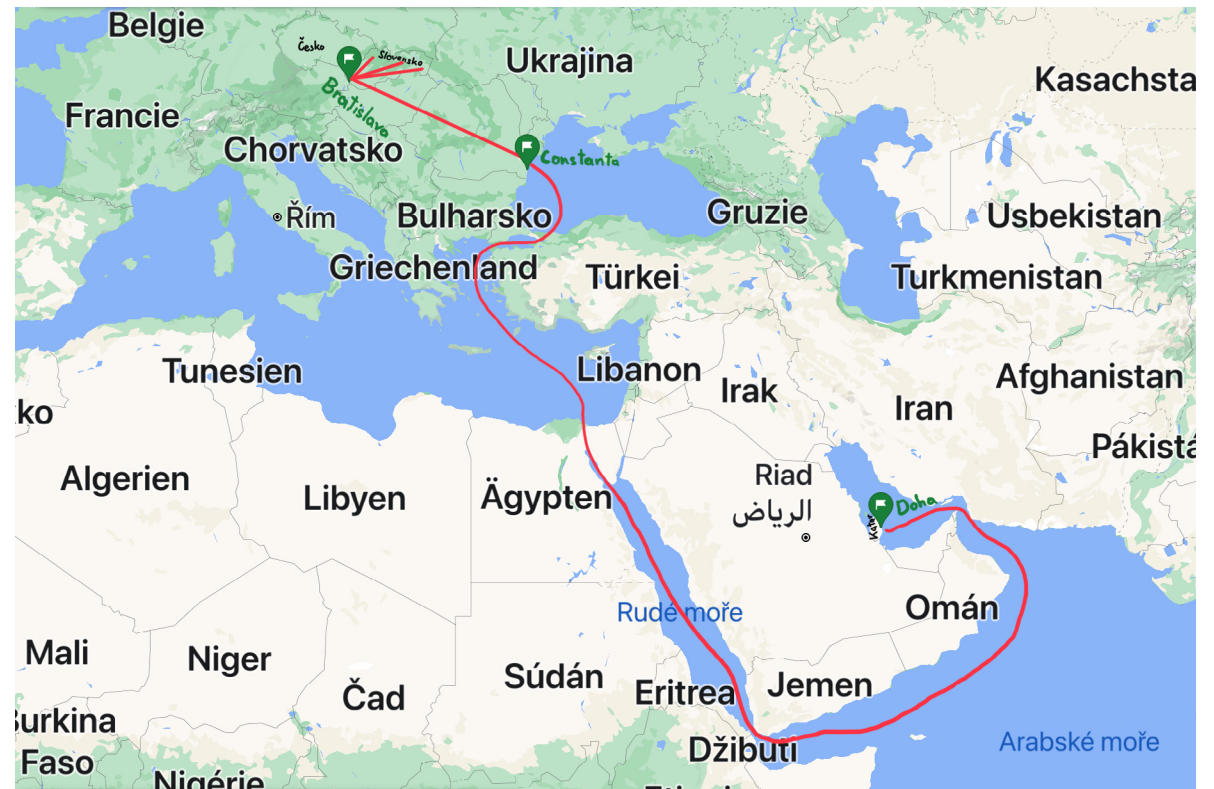 Belgie
Česko
Slovensko
Ukrajina
Kasachsta
Francie
Bratislava
Chorvatsko
Constanta
Řím
Bulharsko
Gruzie
Usbekistan
Griechenland
Türkei
Turkmenistan
Tunesien
Libanon
Irak
Afghanistan
ko
Iran
Pákistá
Algerien
Libyen
Ägypten
Riad
الرياض
Doha
Katar
Rudé moře
Omán
Mali
Niger
Súdán
Čad
Eritrea
Jemen
Burkina
Faso
Džibuti
Arabské moře
Nigérie